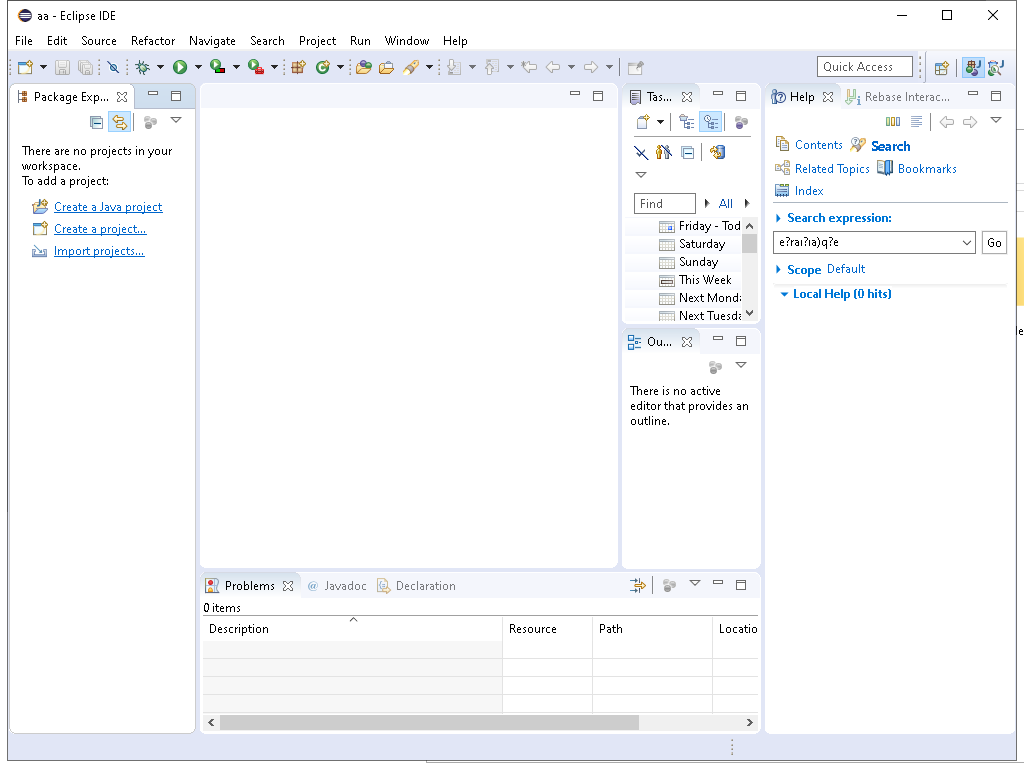 aa - Eclipse IDE
File Edit Source Refactor Navigate Search Project Run Window Help
Quick Access
Package Exp...
There are no projects in your
workspace.
To add a project:
Create a Java project
Create a project...
Import projects...
Tas...
Find All
Friday - Tod
Saturday
Sunday
This Week
Next Monda
Next Tuesda
Ou...
There is no active
editor that provides an
outline.
Help Rebase Interac...
Contents Search
Related Topics Bookmarks
Index
Search expression:
Go
Scope Default
Local Help (0 hits)
Problems @ Javadoc Declaration
0 items
Description Resource Path Locatio